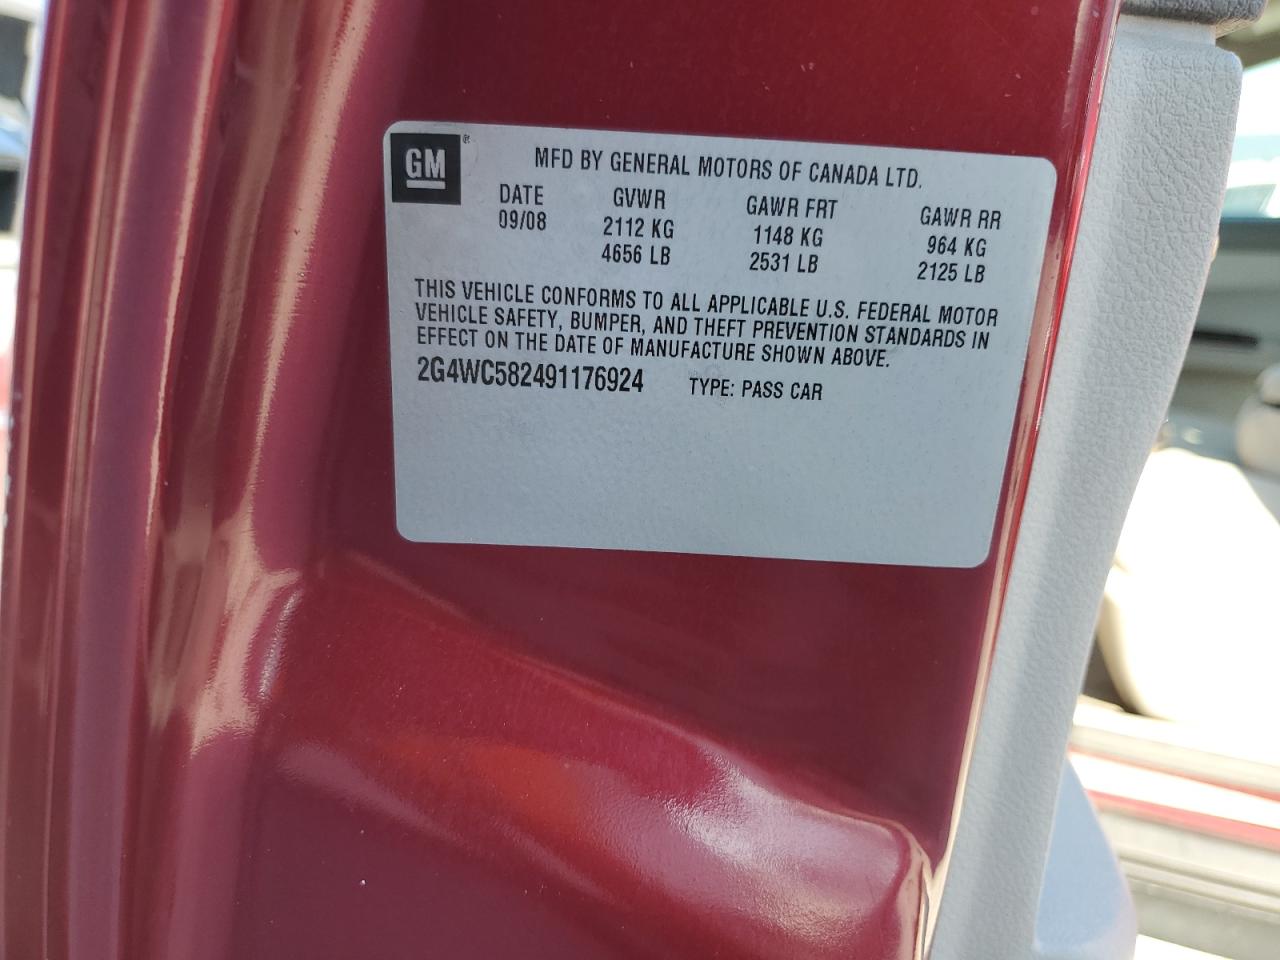 GM ® MFD BY GENERAL MOTORS OF CANADA LTD.
DATE GVWR GAWR FRT GAWR RR
09/08 2112 KG 1148 KG 964 KG
4656 LB 2531 LB 2125 LB
THIS VEHICLE CONFORMS TO ALL APPLICABLE U.S. FEDERAL MOTOR
VEHICLE SAFETY, BUMPER, AND THEFT PREVENTION STANDARDS IN
EFFECT ON THE DATE OF MANUFACTURE SHOWN ABOVE.
2G4WC582491176924 TYPE: PASS CAR